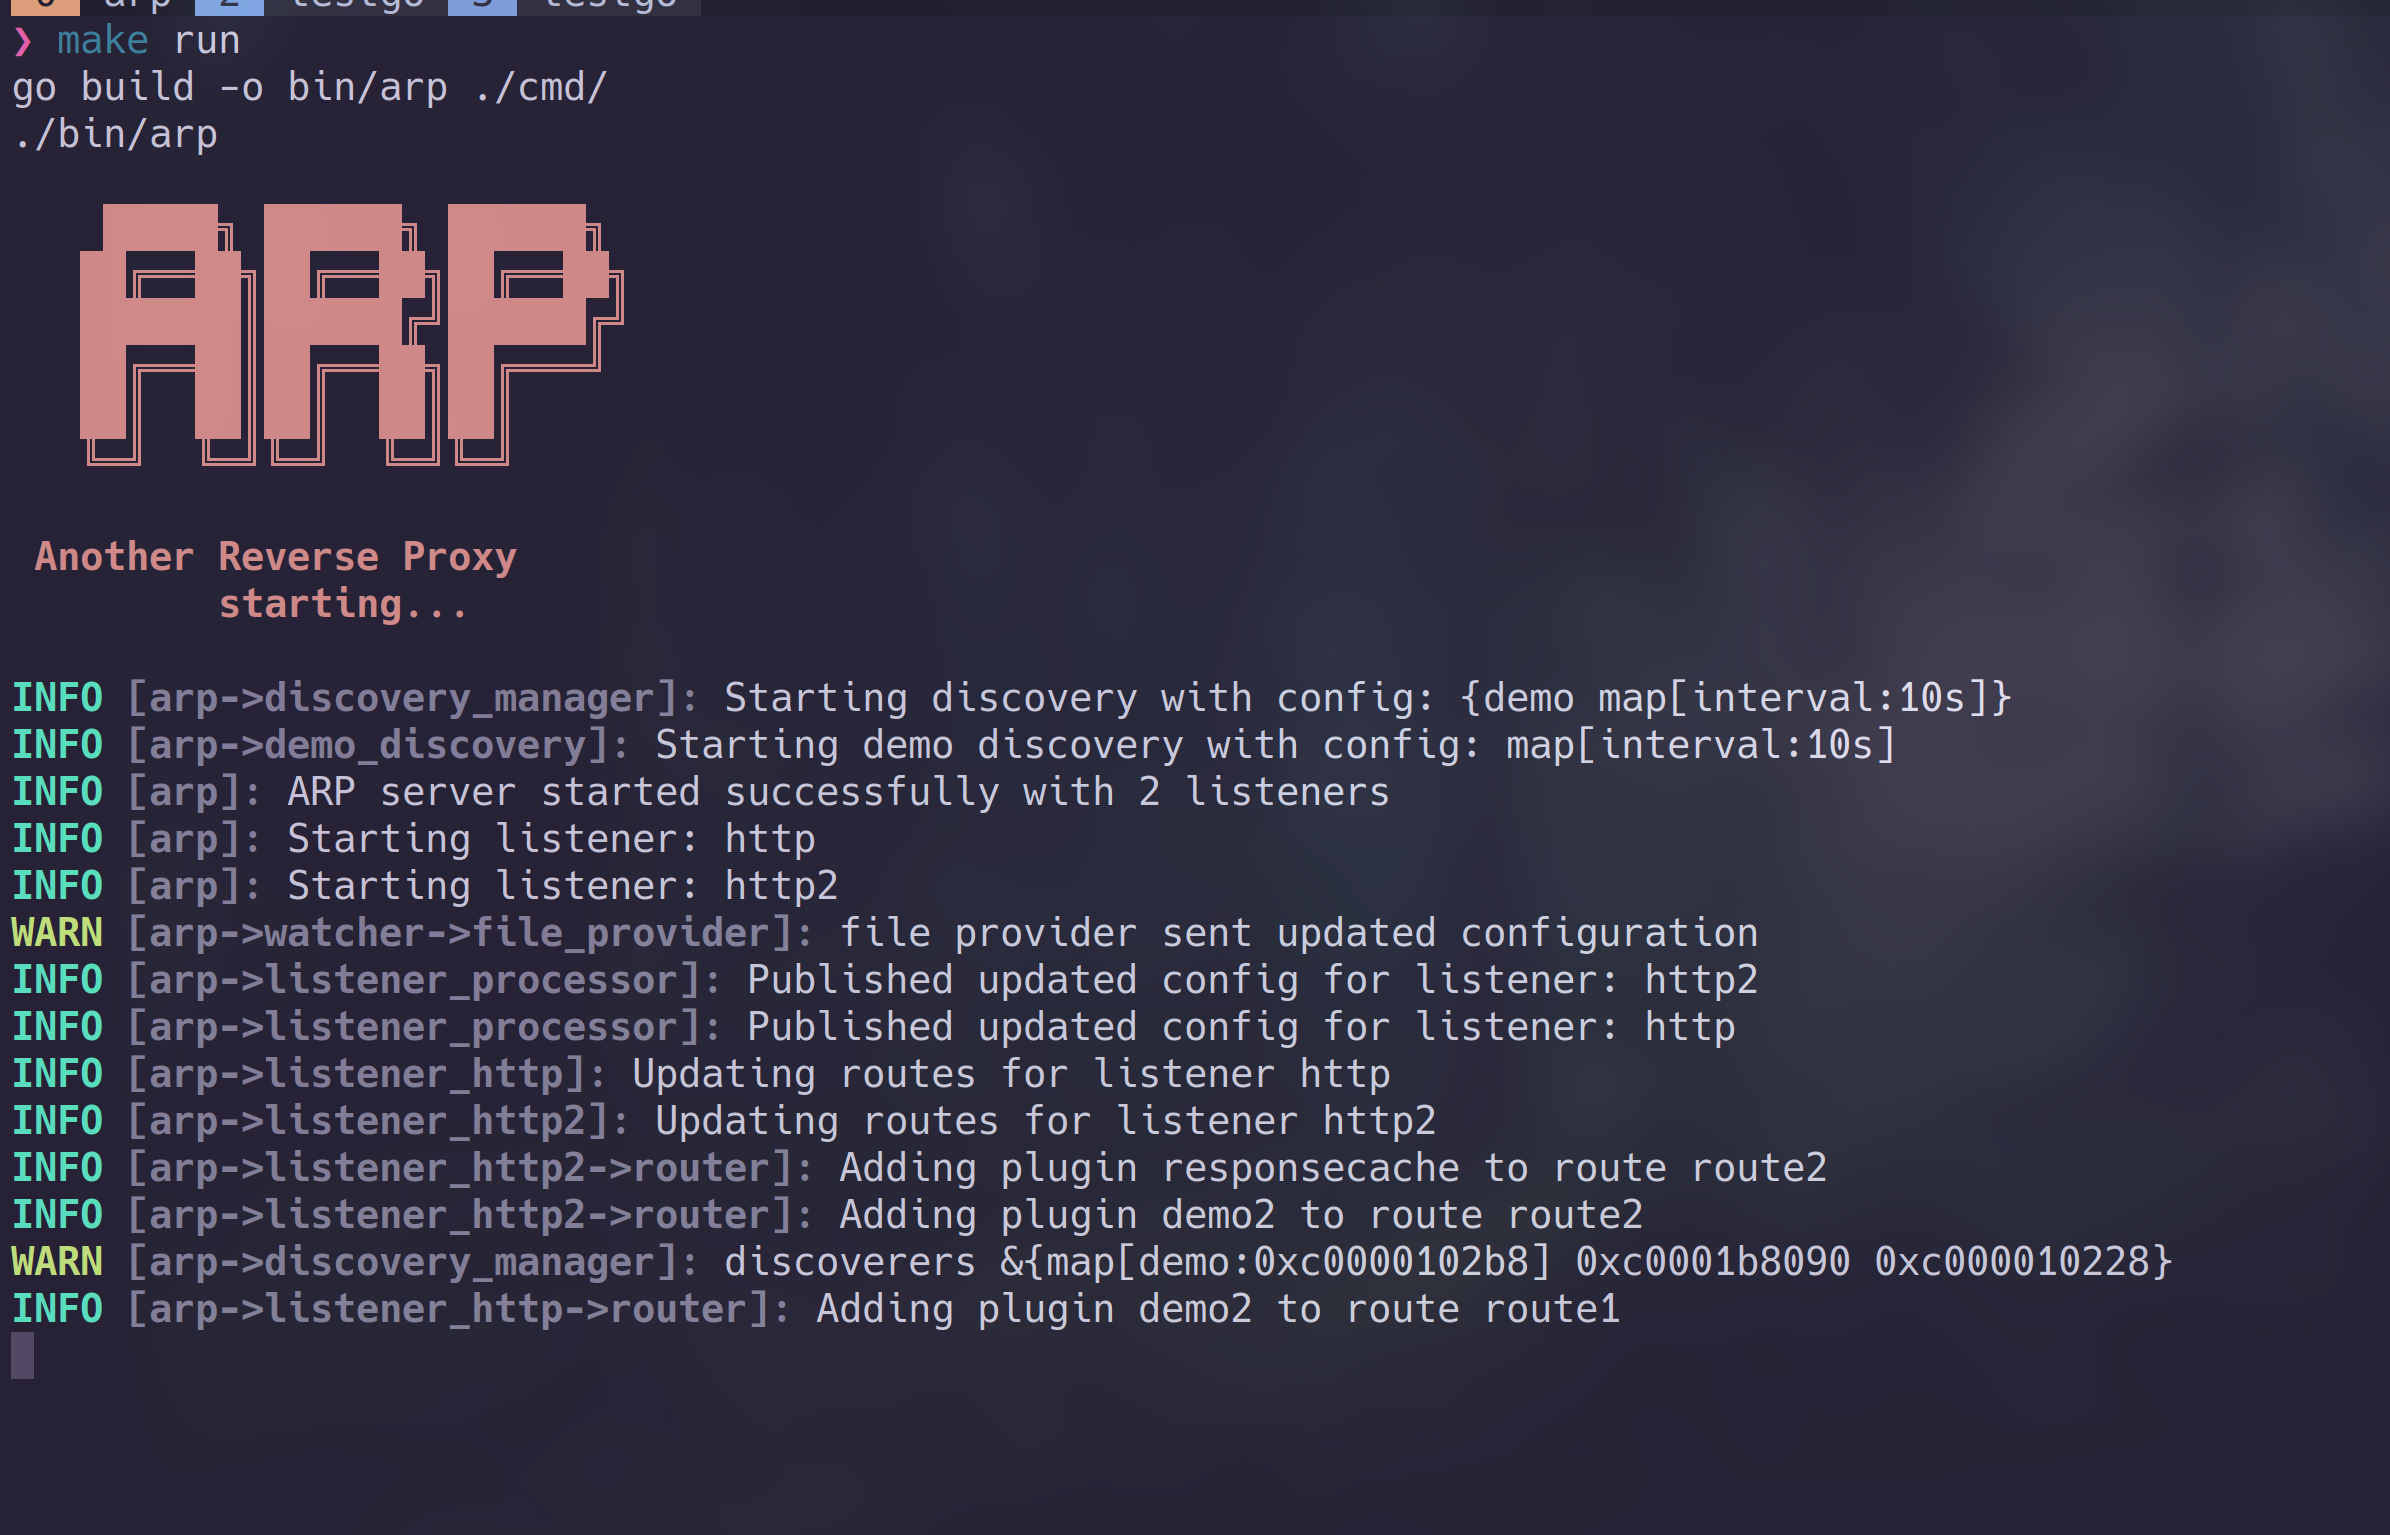 0 arp 2 testgo 3 testgo
❯ make run
go build -o bin/arp ./cmd/
./bin/arp
ARP
Another Reverse Proxy
starting...
INFO [arp->discovery_manager]: Starting discovery with config: {demo map[interval:10s]}
INFO [arp->demo_discovery]: Starting demo discovery with config: map[interval:10s]
INFO [arp]: ARP server started successfully with 2 listeners
INFO [arp]: Starting listener: http
INFO [arp]: Starting listener: http2
WARN [arp->watcher->file_provider]: file provider sent updated configuration
INFO [arp->listener_processor]: Published updated config for listener: http2
INFO [arp->listener_processor]: Published updated config for listener: http
INFO [arp->listener_http]: Updating routes for listener http
INFO [arp->listener_http2]: Updating routes for listener http2
INFO [arp->listener_http2->router]: Adding plugin responsecache to route route2
INFO [arp->listener_http2->router]: Adding plugin demo2 to route route2
WARN [arp->discovery_manager]: discoverers &{map[demo:0xc0000102b8] 0xc0001b8090 0xc000010228}
INFO [arp->listener_http->router]: Adding plugin demo2 to route route1